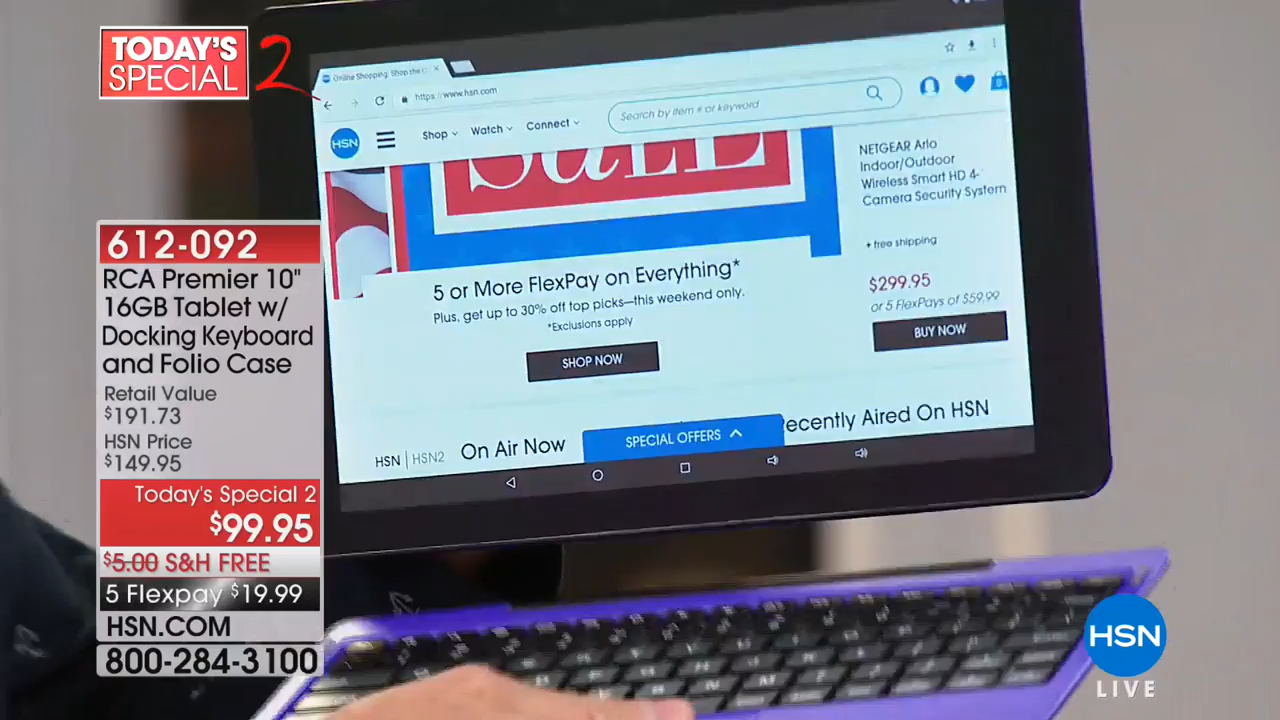 TODAY'S
SPECIAL
2
612-092
RCA Premier 10"
16GB Tablet w/
Docking Keyboard
and Folio Case
Retail Value
$191.73
HSN Price
$149.95
Today's Special 2
$99.95
$5.00 S&H FREE
5 Flexpay $19.99
HSN.COM
800-284-3100
Online Shopping: Shop the
https://www.hsn.com
HSN
Shop
Watch
Connect
Search by item # or keyword
0
SALE
5 or More FlexPay on Everything*
Plus, get up to 30% off top picks—this weekend only.
*Exclusions apply
SHOP NOW
NETGEAR Arlo
Indoor/Outdoor
Wireless Smart HD 4-
Camera Security System
+ free shipping
$299.95
or 5 FlexPays of $59.99
BUY NOW
HSN | HSN2
On Air Now
SPECIAL OFFERS
Recently Aired On HSN
HSN
LIVE